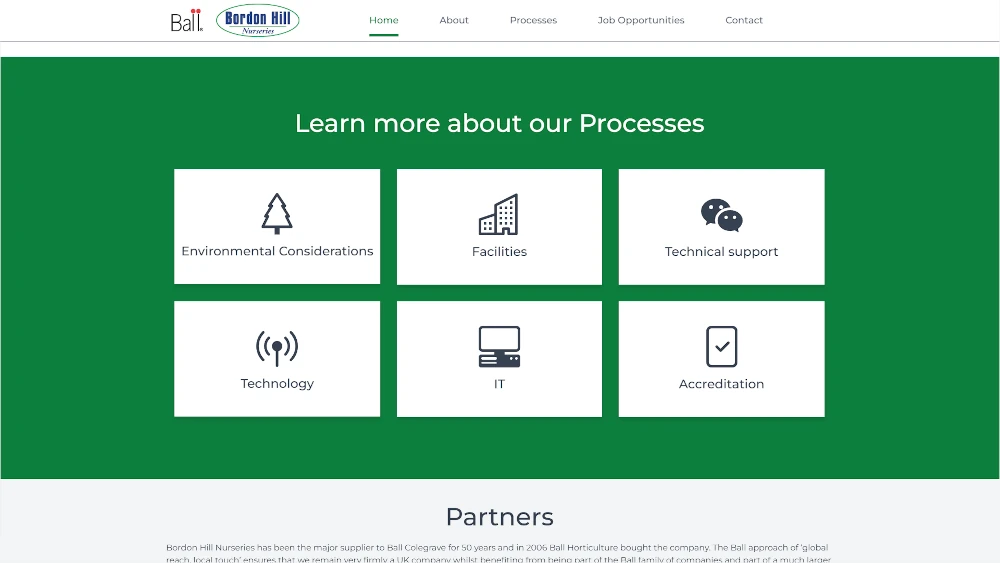 Ball
Bordon Hill
Nurseries
Home
About
Processes
Job Opportunities
Contact
Learn more about our Processes
Environmental Considerations
Facilities
Technical support
Technology
IT
Accreditation
Partners
Bordon Hill Nurseries has been the major supplier to Ball Colegrave for 50 years and in 2006 Ball Horticulture bought the company. The Ball approach of 'global
reach, local touch' ensures that we remain very firmly a UK company whilst benefiting from being part of the Ball family of companies and part of a much larger